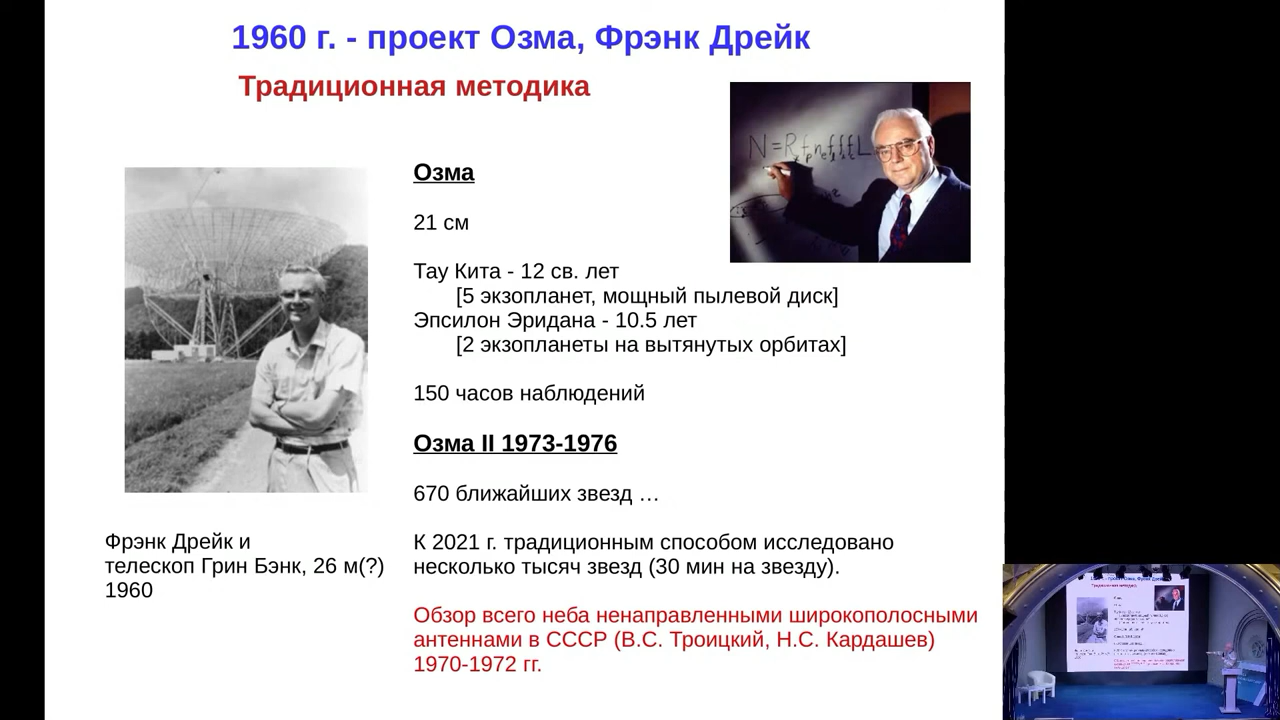 1960 г. - проект Озма, Фрэнк Дрейк
Традиционная методика
N=R
Озма
21 см
Тау Кита - 12 св. лет
[5 экзопланет, мощный пылевой диск]
Эпсилон Эридана - 10.5 лет
[2 экзопланеты на вытянутых орбитах]
150 часов наблюдений
Озма II 1973-1976
670 ближайших звезд …
Фрэнк Дрейк и
телескоп Грин Бэнк, 26 м(?)
1960
К 2021 г. традиционным способом исследовано
несколько тысяч звезд (30 мин на звезду).
Обзор всего неба ненаправленными широкополосными
антеннами в СССР (В.С. Троицкий, Н.С. Кардашев)
1970-1972 гг.